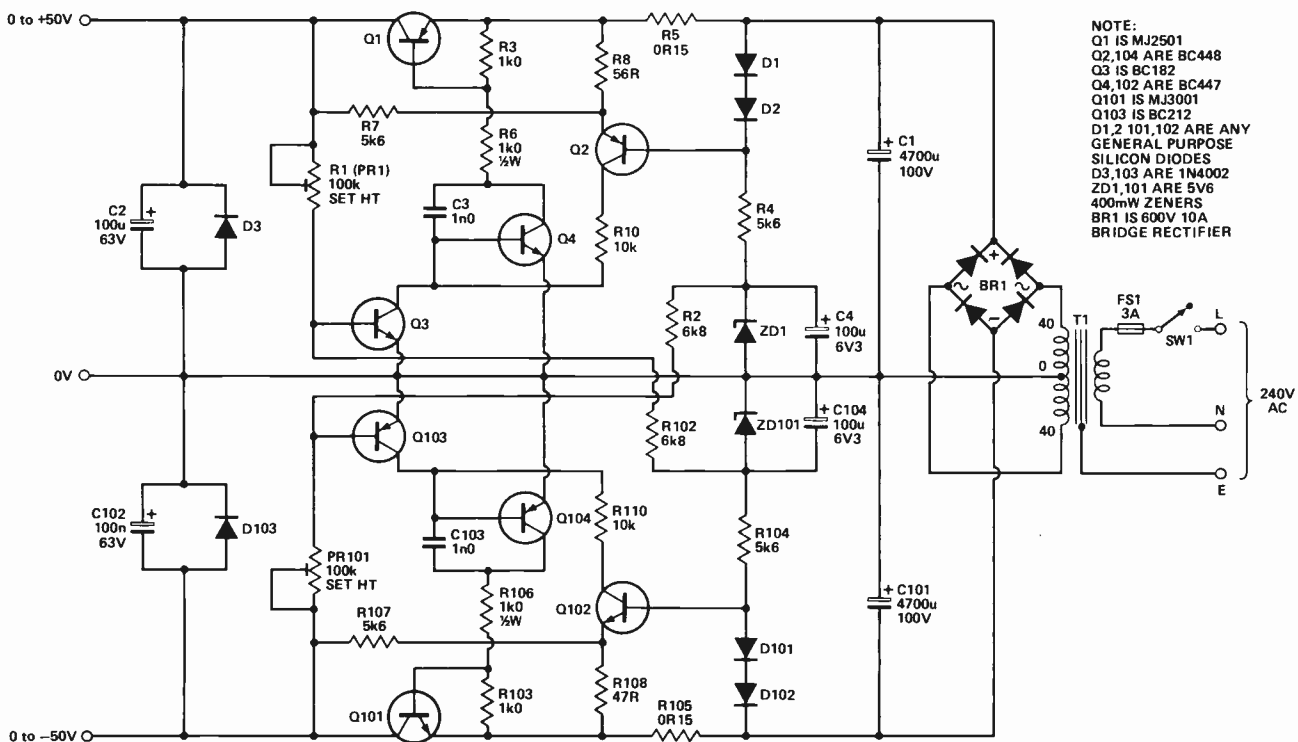 0 to +50V
Q1
R3
1k0
R5
0R15
R8
56R
D1
D2
NOTE:
Q1 IS MJ2501
Q2,104 ARE BC448
Q3 IS BC182
Q4,102 ARE BC447
Q101 IS MJ3001
Q103 IS BC212
D1,2 101,102 ARE ANY
GENERAL PURPOSE
SILICON DIODES
D3,103 ARE 1N4002
ZD1,101 ARE 5V6
400mW ZENERS
BR1 IS 600V 10A
BRIDGE RECTIFIER
R7
5k6
R6
1k0
½W
Q2
+ C1
4700u
100V
R1 (PR1)
100k
SET HT
C2
100u
63V
+
D3
C3
1n0
Q4
R10
10k
R4
5k6
+
BR1
~
~
−
40
T1
0
40
FS1
3A
SW1
L
240V
AC
N
E
Q3
R2
6k8
ZD1
+ C4
100u
6V3
0V
Q103
R102
6k8
ZD101
+ C104
100u
6V3
C102
100n
63V
+
D103
PR101
100k
SET HT
C103
1n0
Q104
R110
10k
R104
5k6
R106
1k0
½W
Q102
+ C101
4700u
100V
R107
5k6
D101
D102
Q101
R103
1k0
R108
47R
R105
0R15
0 to −50V